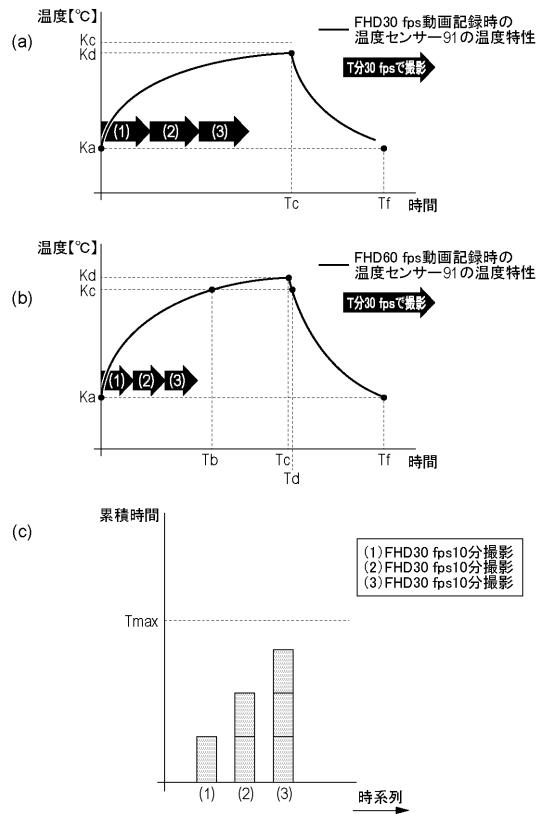 (a)
温度【℃】
Kc
Kd
Ka
FHD30 fps動画記録時の
温度センサー91の温度特性
T分30 fpsで撮影
(1) (2) (3)
Tc
Tf
時間
(b)
温度【℃】
Kd
Kc
Ka
FHD60 fps動画記録時の
温度センサー91の温度特性
T分30 fpsで撮影
(1) (2) (3)
Tb
Tc
Td
Tf
時間
(c)
累積時間
Tmax
(1)FHD30 fps10分撮影
(2)FHD30 fps10分撮影
(3)FHD30 fps10分撮影
(1) (2) (3)
時系列